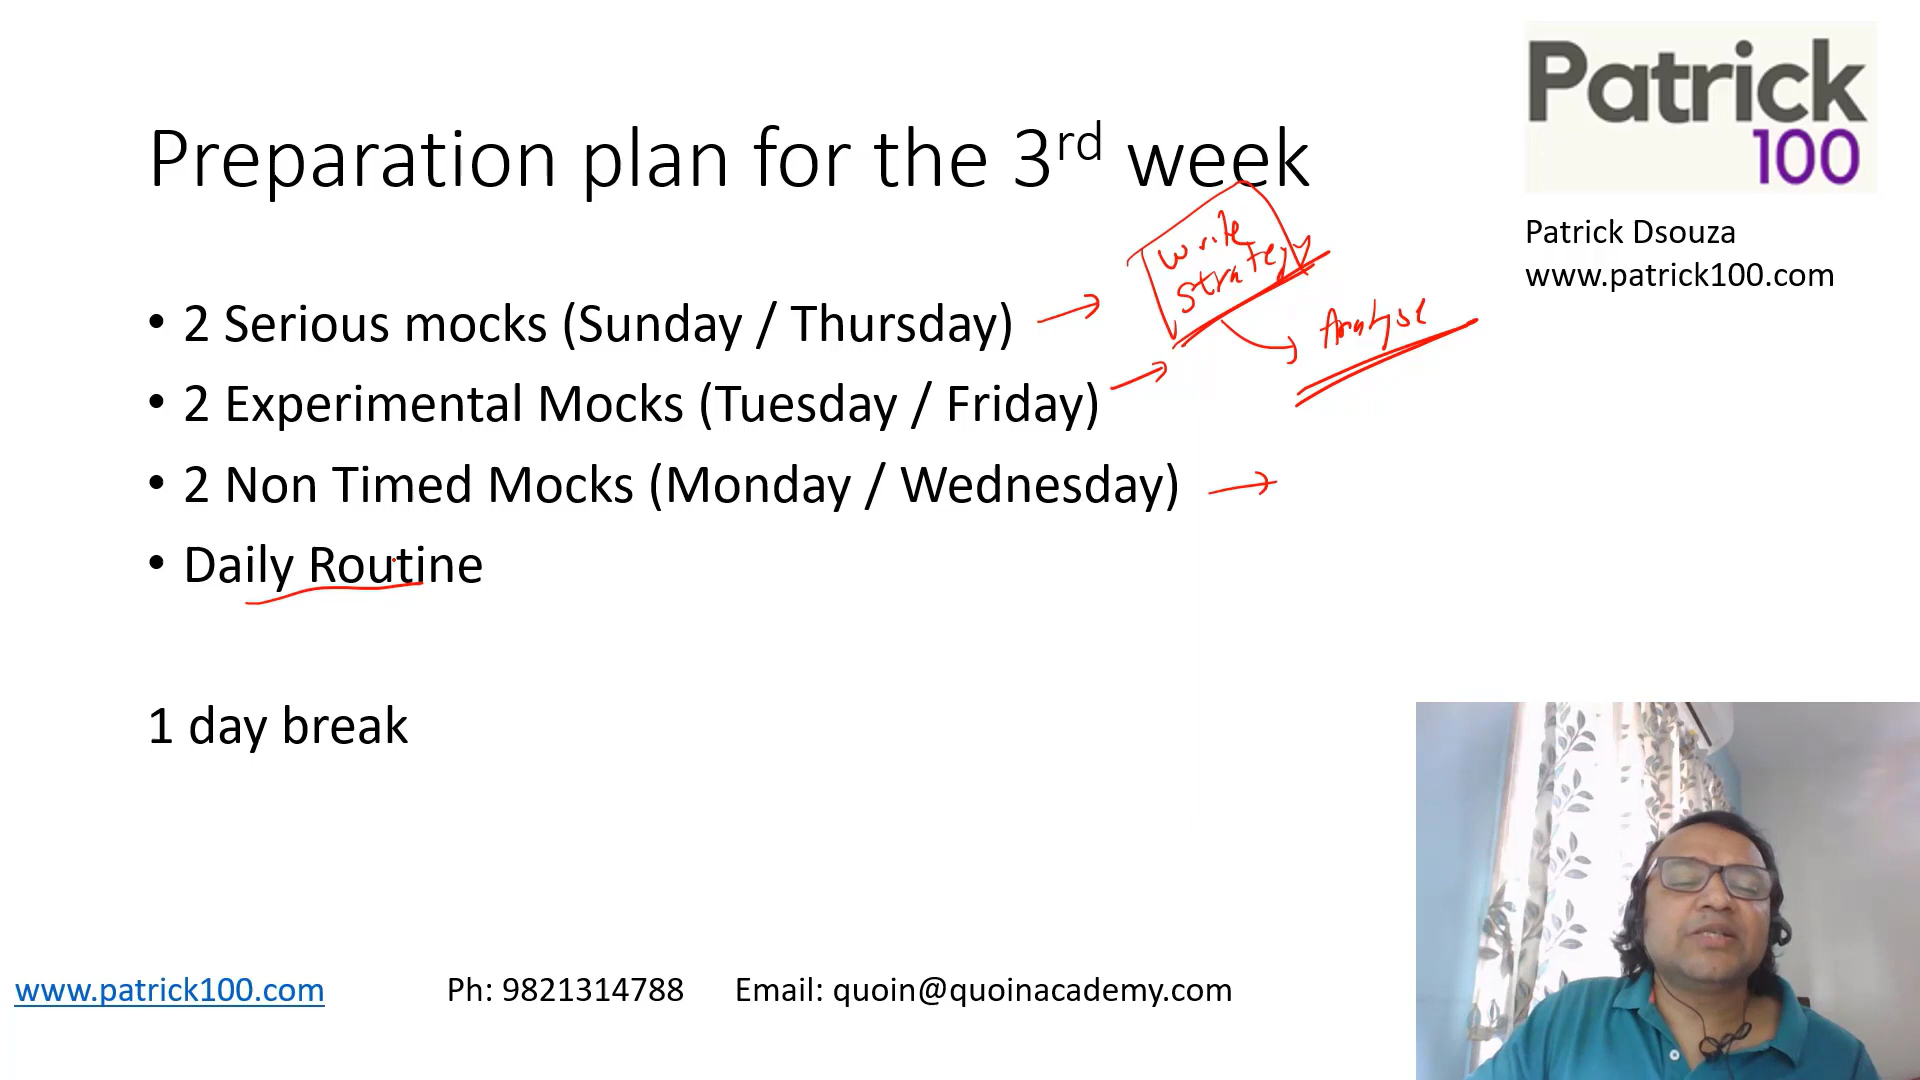 Patrick
100
Preparation plan for the 3rd week
Patrick Dsouza
www.patrick100.com
write
strategy
Analyse
• 2 Serious mocks (Sunday / Thursday)
• 2 Experimental Mocks (Tuesday / Friday)
• 2 Non Timed Mocks (Monday / Wednesday)
• Daily Routine
1 day break
www.patrick100.com Ph: 9821314788 Email: quoin@quoinacademy.com